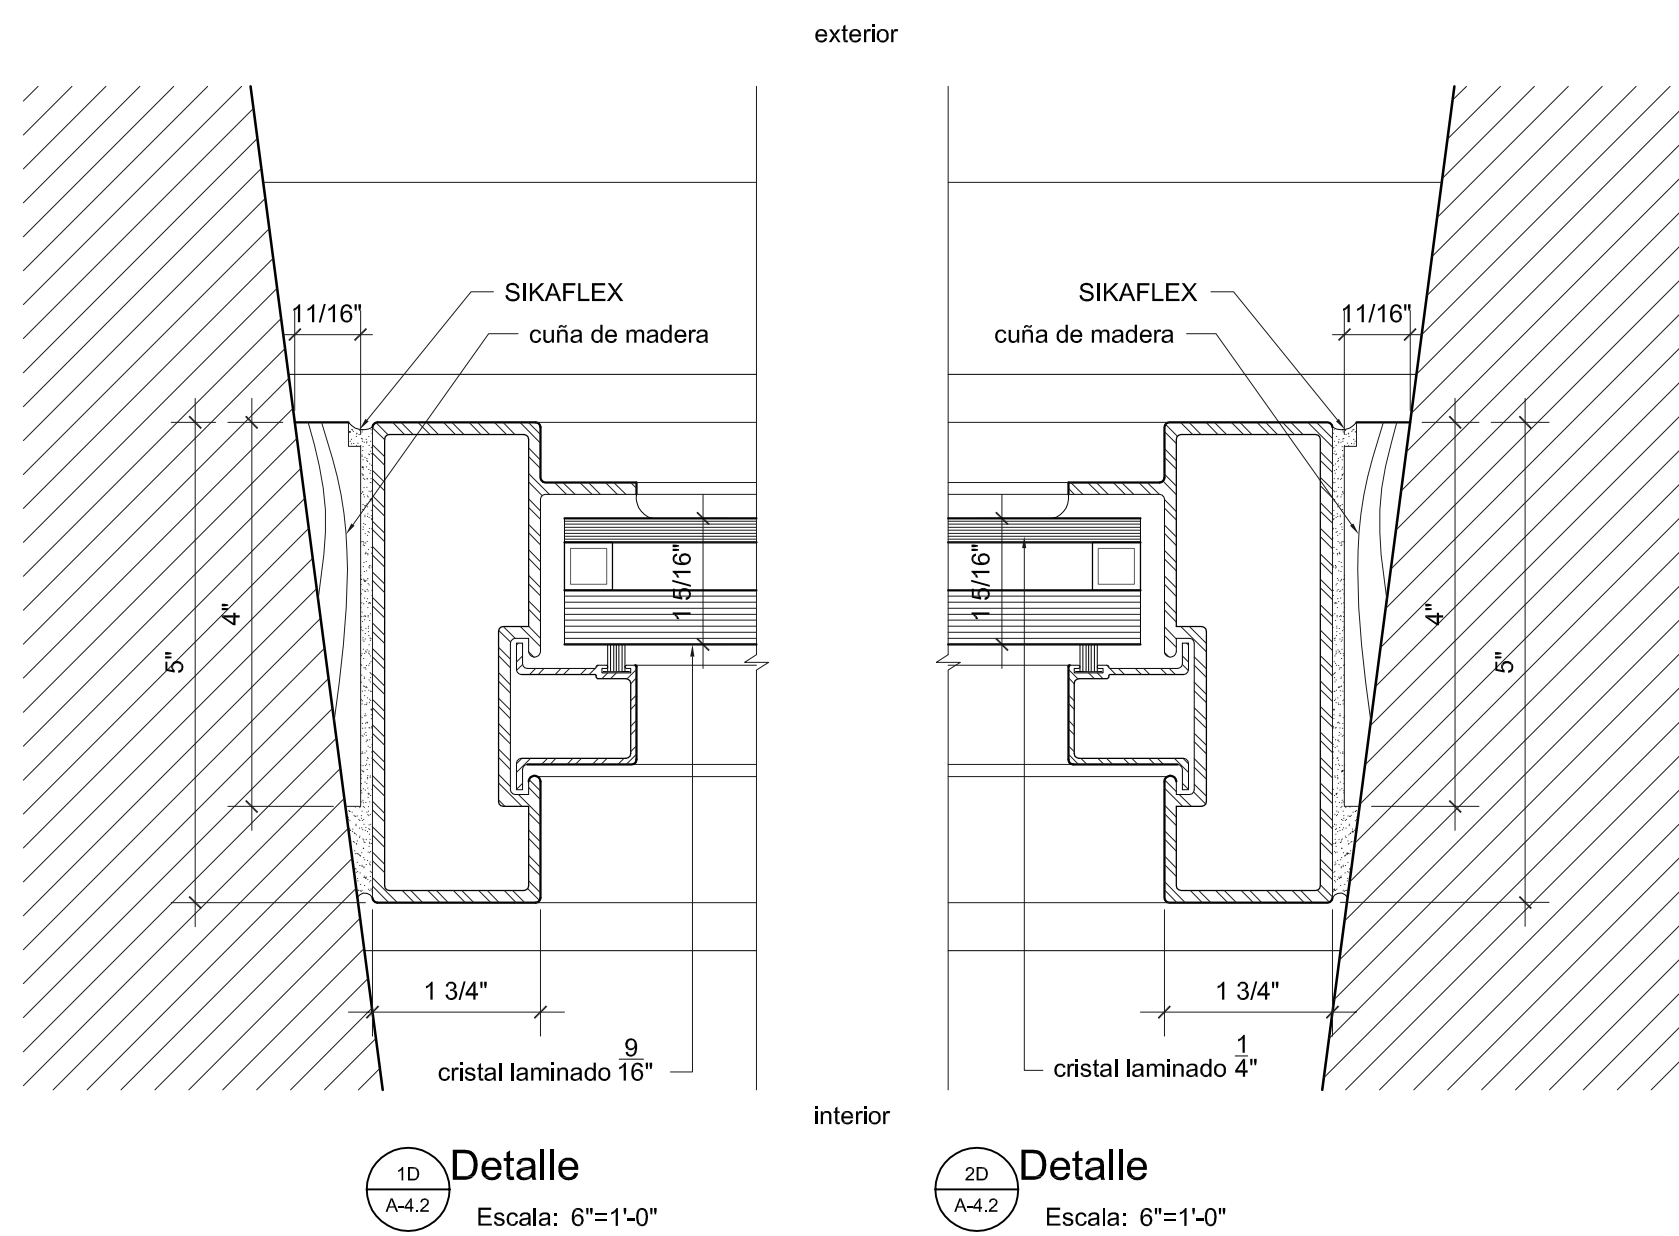 exterior
SIKAFLEX
11/16"
cuña de madera
SIKAFLEX
11/16"
cuña de madera
1 5/16"
4"
5"
1 5/16"
4"
5"
1 3/4"
1 3/4"
cristal laminado 9/16"
cristal laminado 1/4"
interior
1D
A-4.2
Detalle
Escala: 6"=1'-0"
2D
A-4.2
Detalle
Escala: 6"=1'-0"